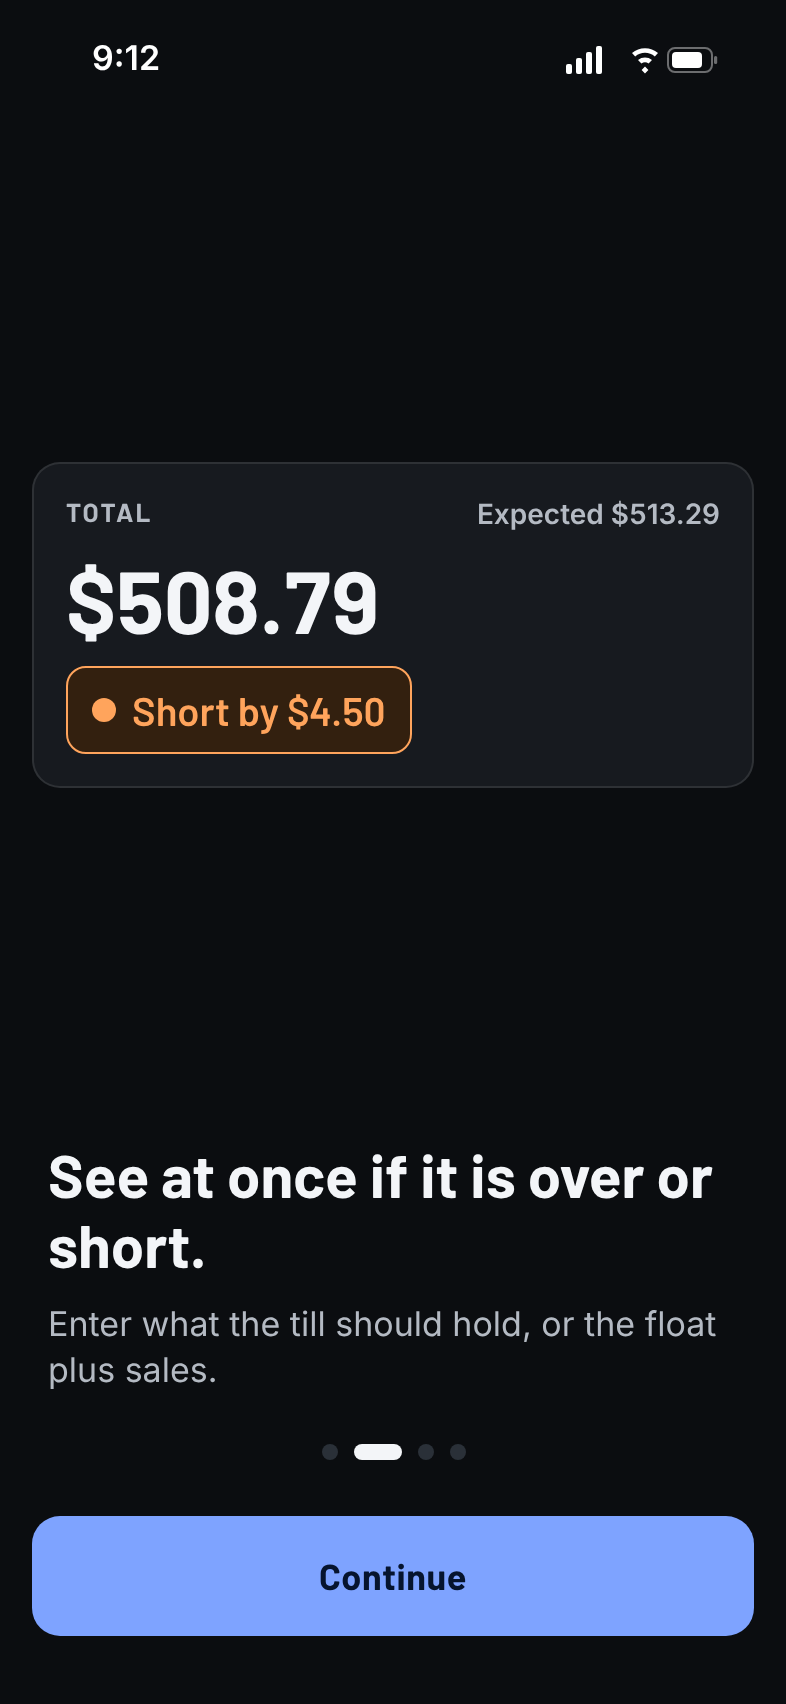 9:12
TOTAL
Expected $513.29
$508.79
Short by $4.50
See at once if it is over or
short.
Enter what the till should hold, or the float
plus sales.
Continue